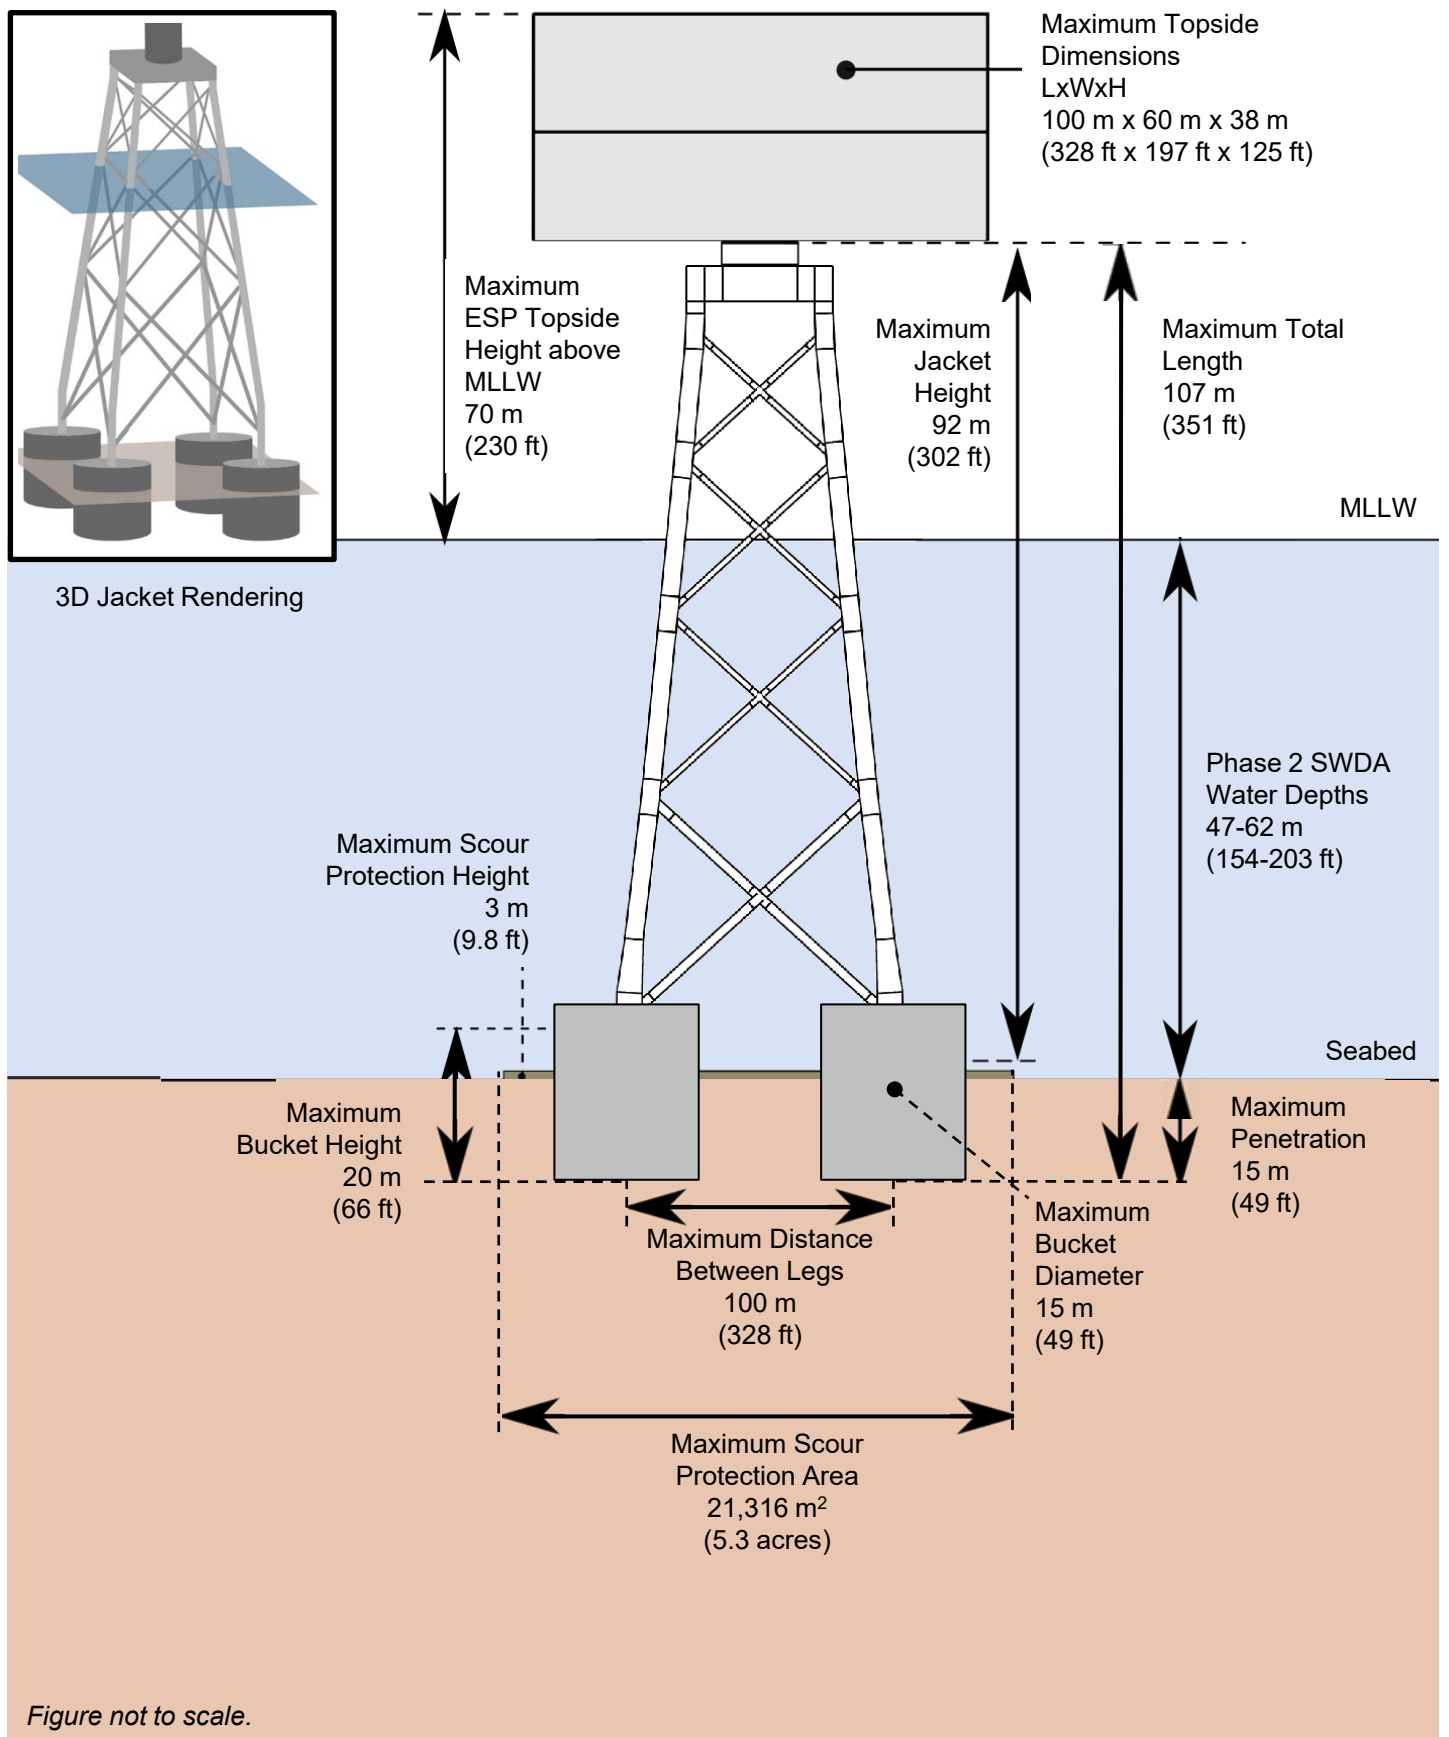 Maximum Topside
Dimensions
LxWxH
100 m x 60 m x 38 m
(328 ft x 197 ft x 125 ft)
Maximum
ESP Topside
Height above
MLLW
70 m
(230 ft)
Maximum
Jacket
Height
92 m
(302 ft)
Maximum Total
Length
107 m
(351 ft)
MLLW
3D Jacket Rendering
Phase 2 SWDA
Water Depths
47-62 m
(154-203 ft)
Maximum Scour
Protection Height
3 m
(9.8 ft)
Seabed
Maximum
Bucket Height
20 m
(66 ft)
Maximum
Penetration
15 m
(49 ft)
Maximum
Bucket
Diameter
15 m
(49 ft)
Maximum Distance
Between Legs
100 m
(328 ft)
Maximum Scour
Protection Area
21,316 m²
(5.3 acres)
Figure not to scale.